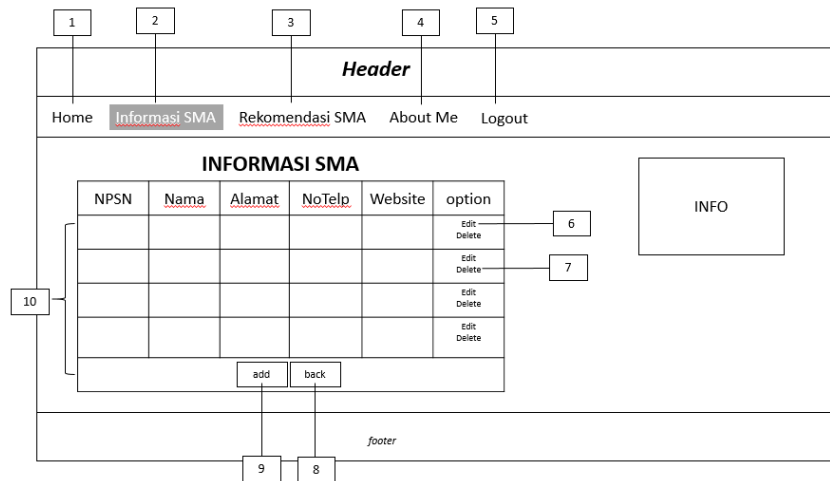 1 2 3 4 5
Header
Home Informasi SMA Rekomendasi SMA About Me Logout
INFORMASI SMA
NPSN Nama Alamat NoTelp Website option
INFO
Edit 6
Delete
Edit
Delete 7
Edit
10
Delete
Edit
Delete
add back
footer
9 8